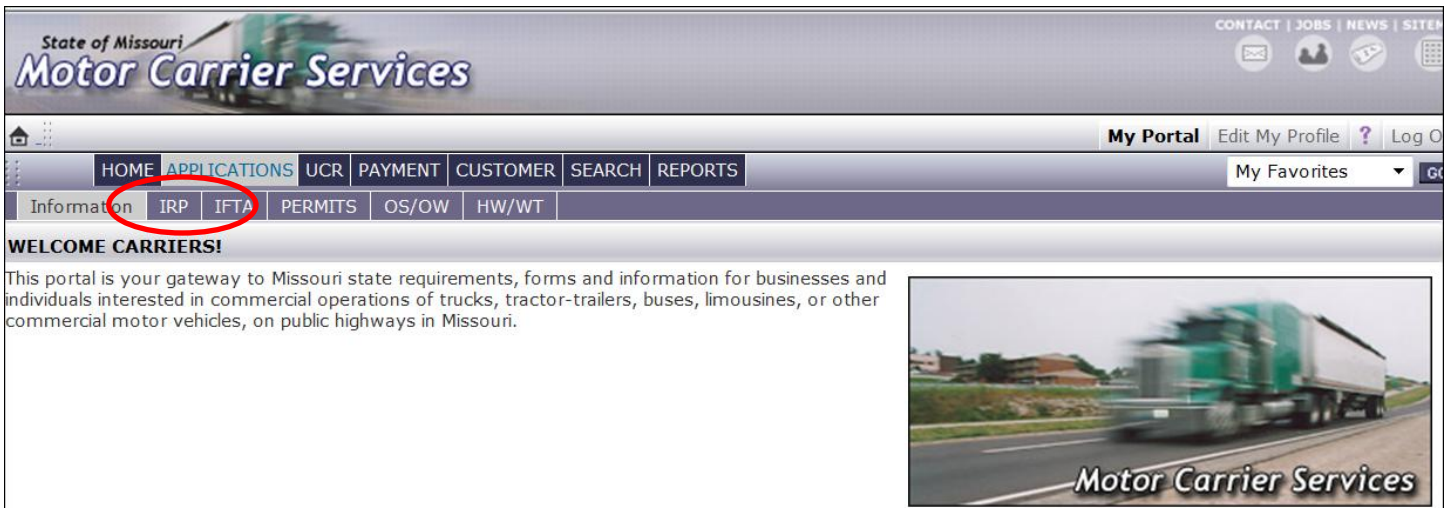 CONTACT | JOBS | NEWS |
State of Missouri
Motor Carrier Services
My Portal Edit My Profile ? Log
HOME APPLICATIONS UCR PAYMENT CUSTOMER SEARCH REPORTS My Favorites
Information IRP IFTA PERMITS OS/OW HW/WT
WELCOME CARRIERS!
This portal is your gateway to Missouri state requirements, forms and information for businesses and
individuals interested in commercial operations of trucks, tractor-trailers, buses, limousines, or other
commercial motor vehicles, on public highways in Missouri.
Motor Carrier Services